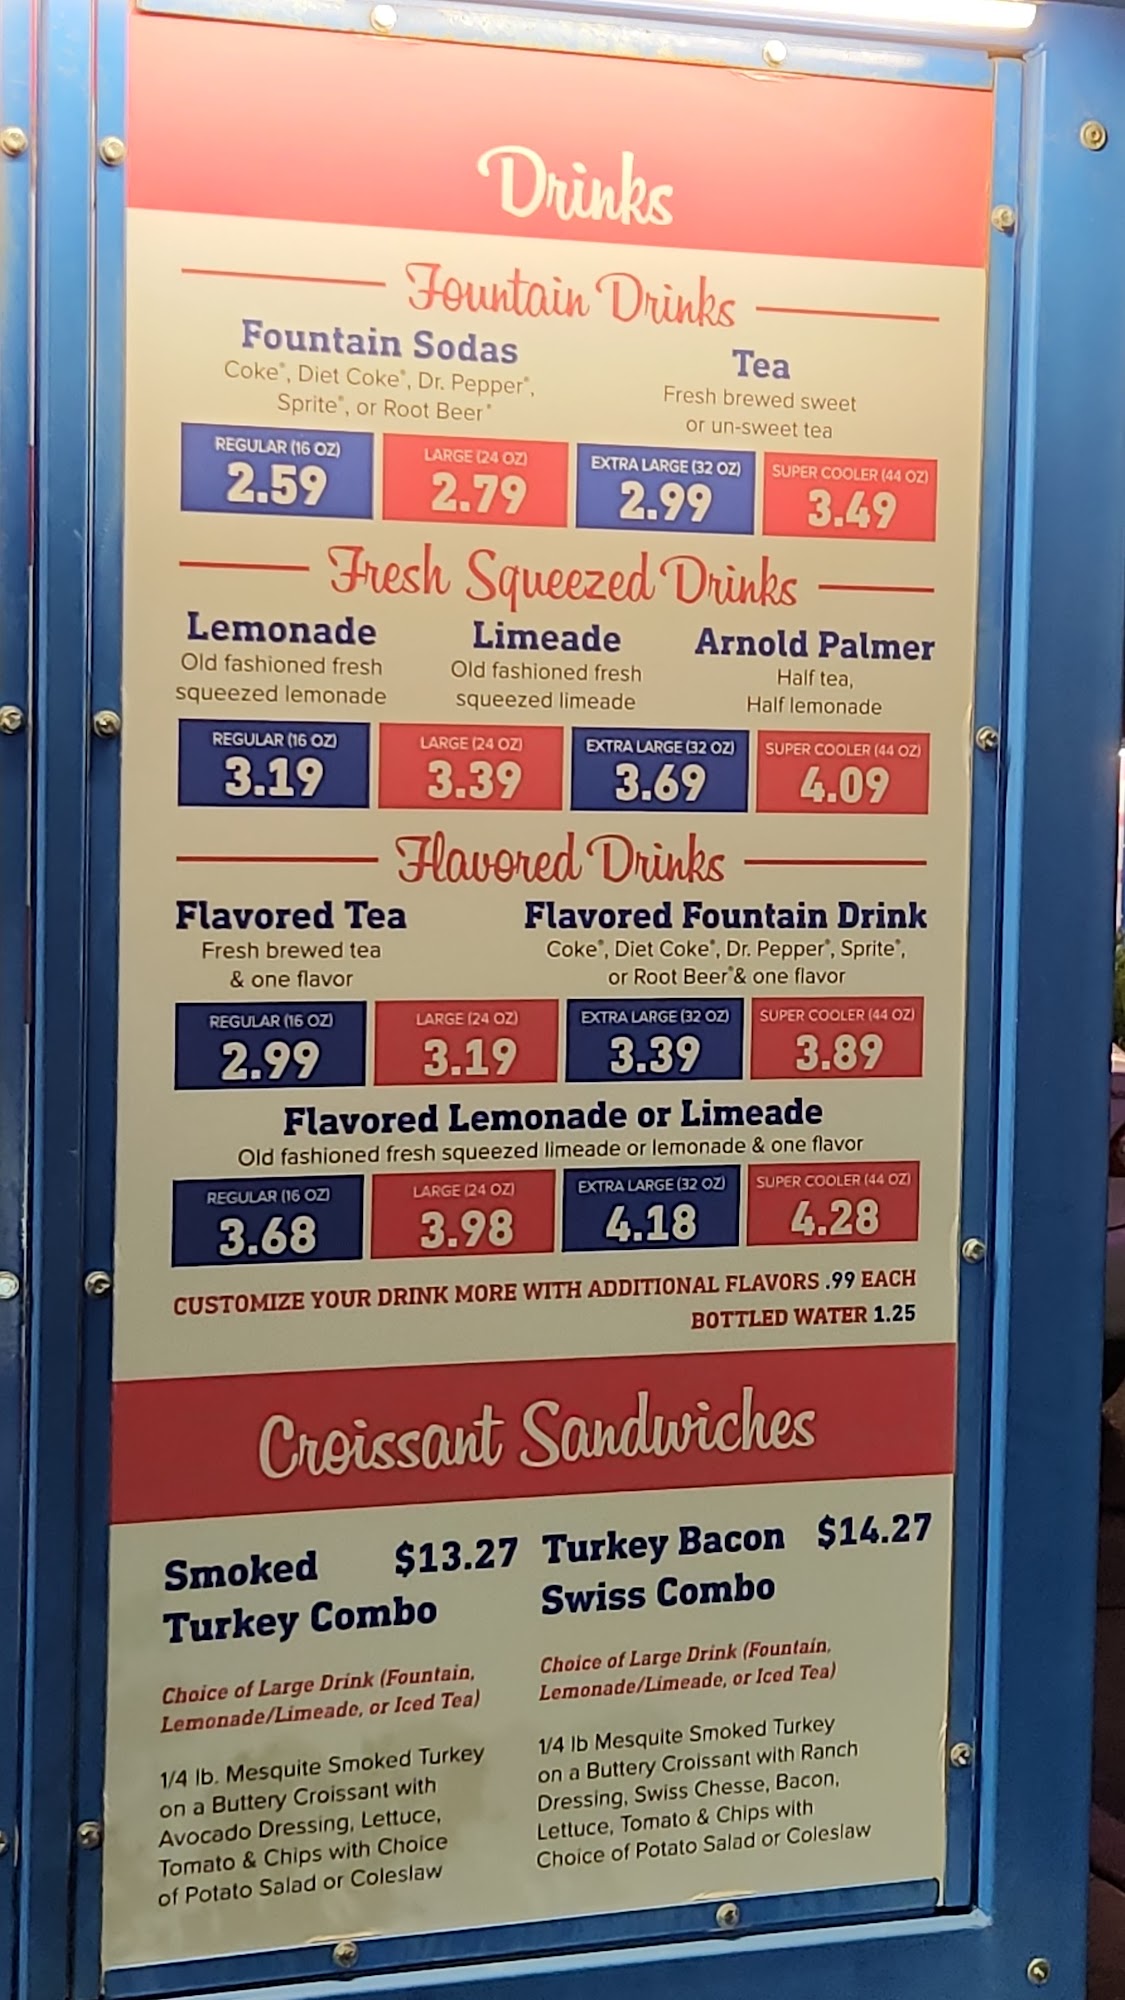 Drinks
Fountain Drinks
Fountain Sodas
Coke®, Diet Coke®, Dr. Pepper®,
Sprite®, or Root Beer®
Tea
Fresh brewed sweet
or un-sweet tea
REGULAR (16 OZ)
2.59
LARGE (24 OZ)
2.79
EXTRA LARGE (32 OZ)
2.99
SUPER COOLER (44 OZ)
3.49
Fresh Squeezed Drinks
Lemonade
Old fashioned fresh
squeezed lemonade
Limeade
Old fashioned fresh
squeezed limeade
Arnold Palmer
Half tea,
Half lemonade
REGULAR (16 OZ)
3.19
LARGE (24 OZ)
3.39
EXTRA LARGE (32 OZ)
3.69
SUPER COOLER (44 OZ)
4.09
Flavored Drinks
Flavored Tea
Fresh brewed tea
& one flavor
Flavored Fountain Drink
Coke®, Diet Coke®, Dr. Pepper®, Sprite®,
or Root Beer®& one flavor
REGULAR (16 OZ)
2.99
LARGE (24 OZ)
3.19
EXTRA LARGE (32 OZ)
3.39
SUPER COOLER (44 OZ)
3.89
Flavored Lemonade or Limeade
Old fashioned fresh squeezed limeade or lemonade & one flavor
REGULAR (16 OZ)
3.68
LARGE (24 OZ)
3.98
EXTRA LARGE (32 OZ)
4.18
SUPER COOLER (44 OZ)
4.28
CUSTOMIZE YOUR DRINK MORE WITH ADDITIONAL FLAVORS .99 EACH
BOTTLED WATER 1.25
Croissant Sandwiches
Smoked $13.27
Turkey Combo
Choice of Large Drink (Fountain,
Lemonade/Limeade, or Iced Tea)
1/4 lb. Mesquite Smoked Turkey
on a Buttery Croissant with
Avocado Dressing, Lettuce,
Tomato & Chips with Choice
of Potato Salad or Coleslaw
Turkey Bacon $14.27
Swiss Combo
Choice of Large Drink (Fountain,
Lemonade/Limeade, or Iced Tea)
1/4 lb Mesquite Smoked Turkey
on a Buttery Croissant with Ranch
Dressing, Swiss Chesse, Bacon,
Lettuce, Tomato & Chips with
Choice of Potato Salad or Coleslaw